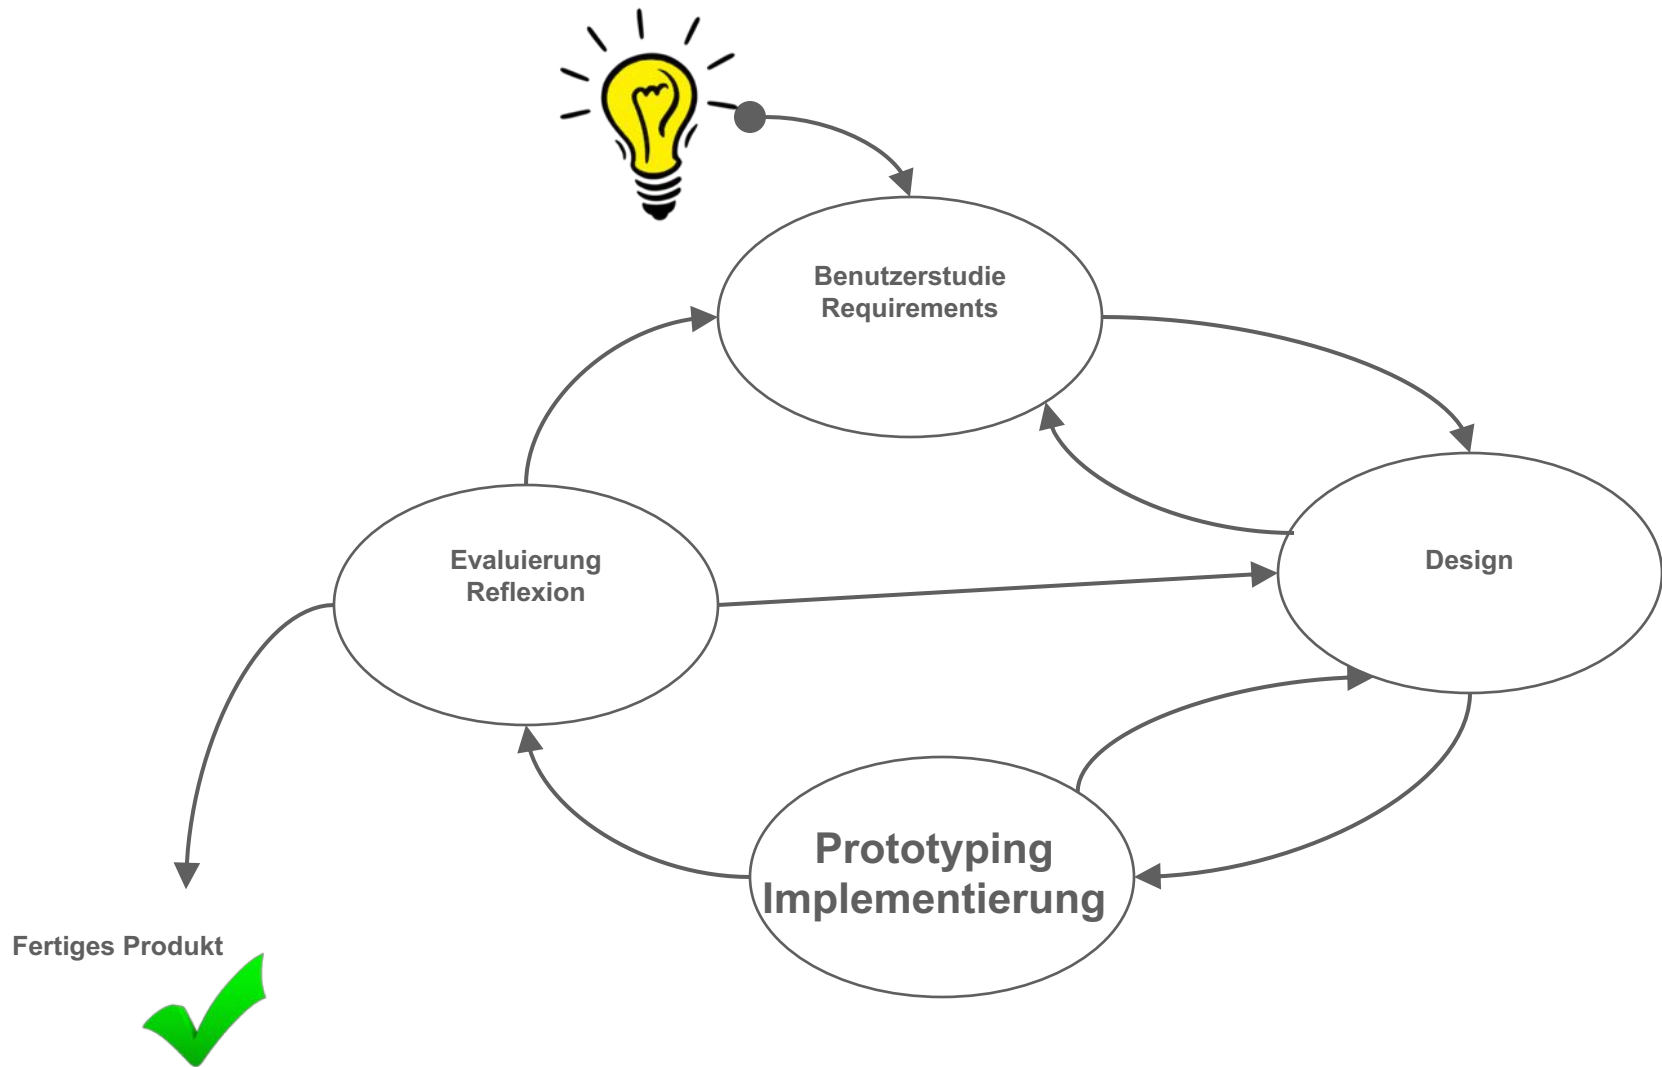 Benutzerstudie
Requirements
Evaluierung
Reflexion
Design
Prototyping
Implementierung
Fertiges Produkt